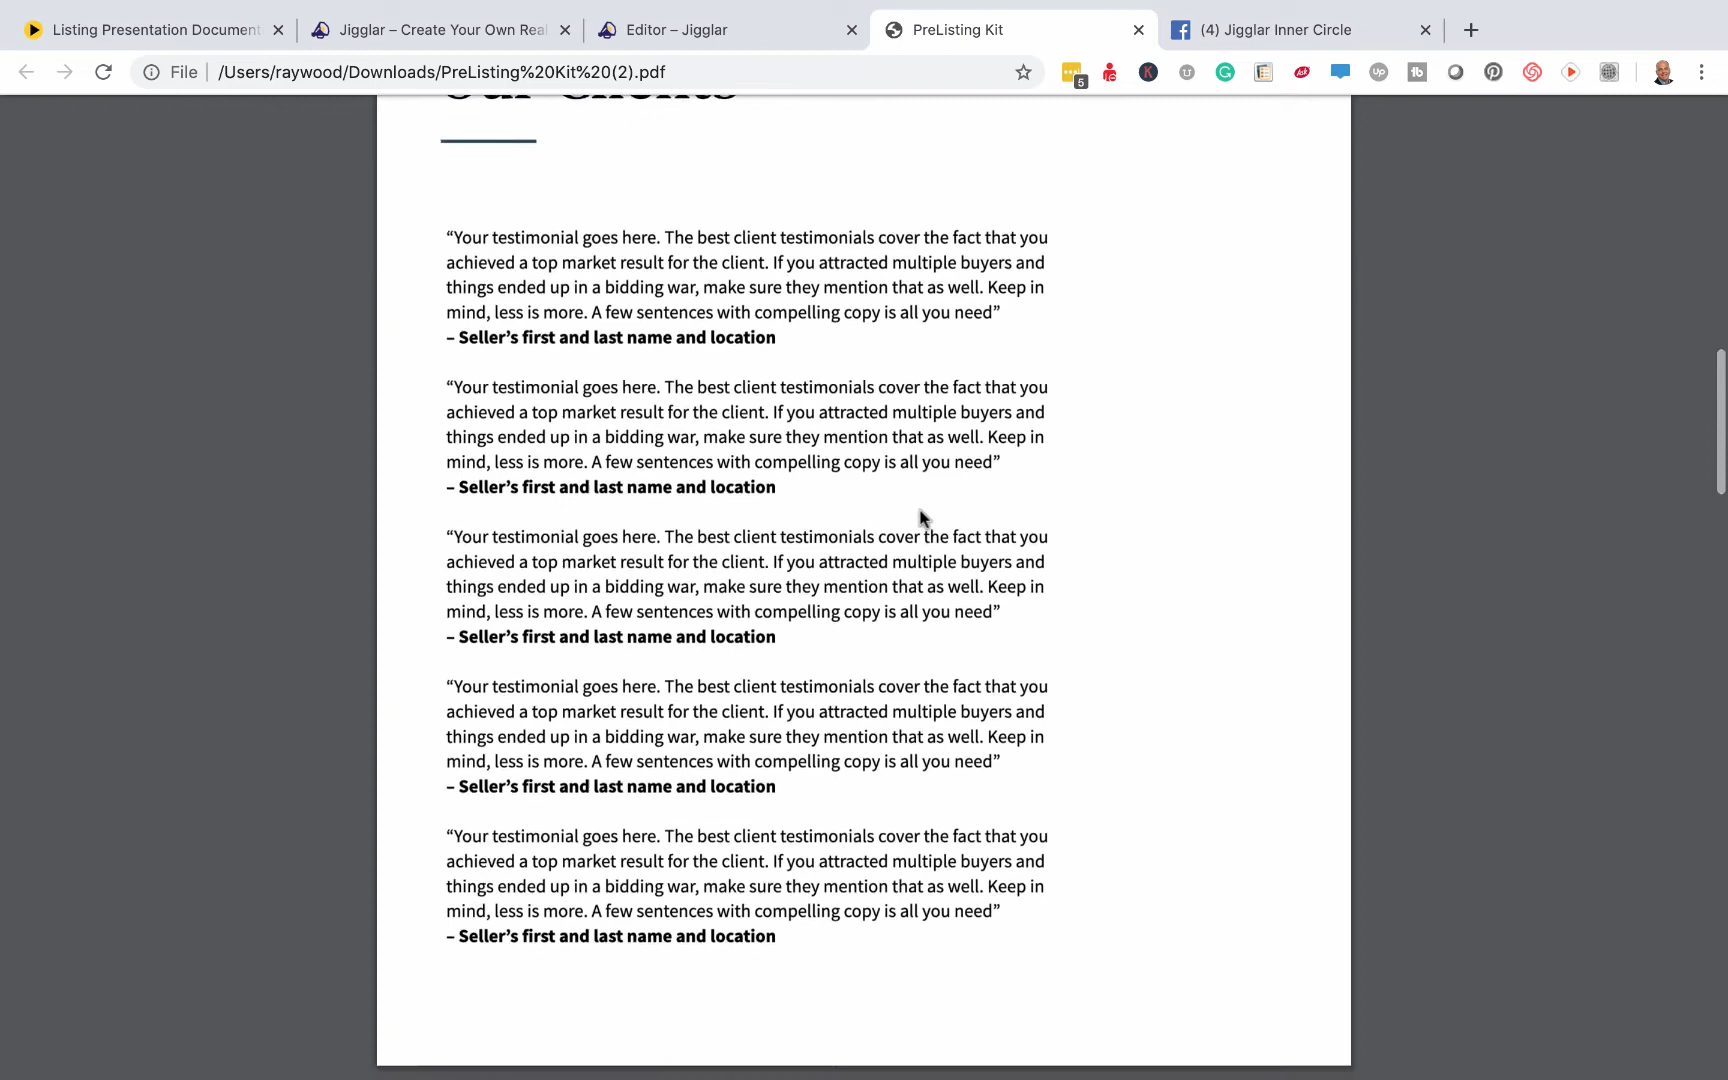 Listing Presentation Document
Jigglar – Create Your Own Real
Editor – Jigglar
PreListing Kit
(4) Jigglar Inner Circle
File
/Users/raywood/Downloads/PreListing%20Kit%20(2).pdf
5
our Clients
“Your testimonial goes here. The best client testimonials cover the fact that you
achieved a top market result for the client. If you attracted multiple buyers and
things ended up in a bidding war, make sure they mention that as well. Keep in
mind, less is more. A few sentences with compelling copy is all you need”
– Seller’s first and last name and location
“Your testimonial goes here. The best client testimonials cover the fact that you
achieved a top market result for the client. If you attracted multiple buyers and
things ended up in a bidding war, make sure they mention that as well. Keep in
mind, less is more. A few sentences with compelling copy is all you need”
– Seller’s first and last name and location
“Your testimonial goes here. The best client testimonials cover the fact that you
achieved a top market result for the client. If you attracted multiple buyers and
things ended up in a bidding war, make sure they mention that as well. Keep in
mind, less is more. A few sentences with compelling copy is all you need”
– Seller’s first and last name and location
“Your testimonial goes here. The best client testimonials cover the fact that you
achieved a top market result for the client. If you attracted multiple buyers and
things ended up in a bidding war, make sure they mention that as well. Keep in
mind, less is more. A few sentences with compelling copy is all you need”
– Seller’s first and last name and location
“Your testimonial goes here. The best client testimonials cover the fact that you
achieved a top market result for the client. If you attracted multiple buyers and
things ended up in a bidding war, make sure they mention that as well. Keep in
mind, less is more. A few sentences with compelling copy is all you need”
– Seller’s first and last name and location